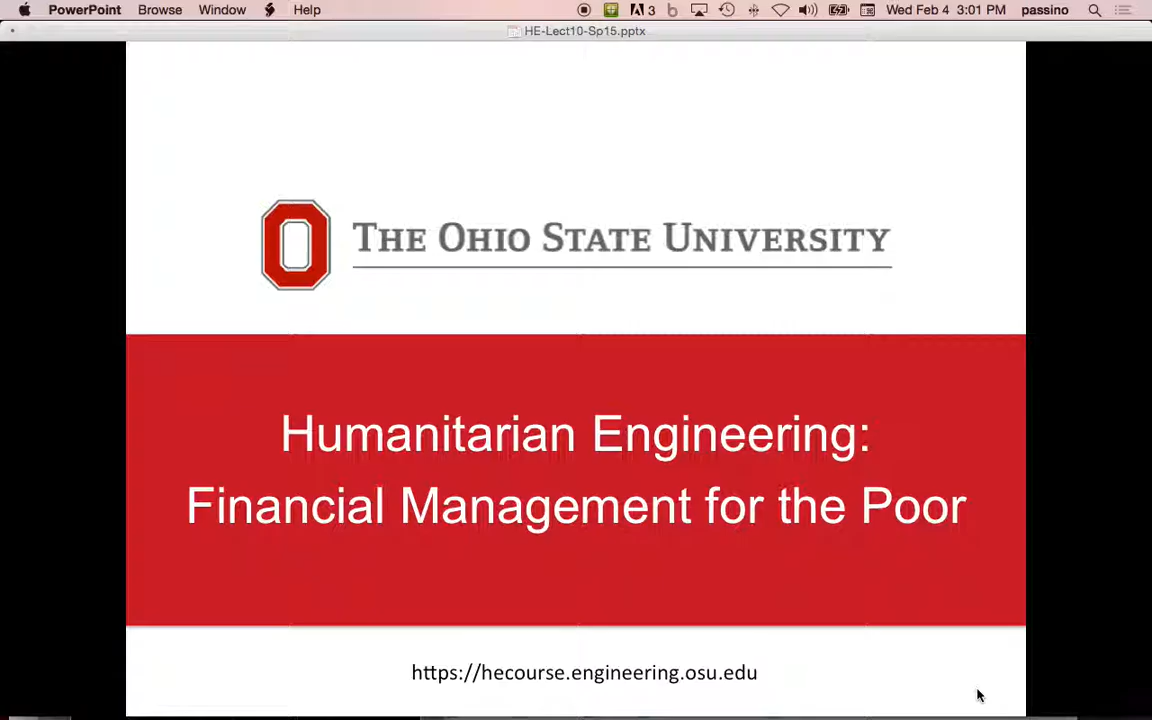 PowerPoint Browse Window Help 3 Wed Feb 4 3:01 PM passino
HE-Lect10-Sp15.pptx
THE OHIO STATE UNIVERSITY
Humanitarian Engineering:
Financial Management for the Poor
https://hecourse.engineering.osu.edu